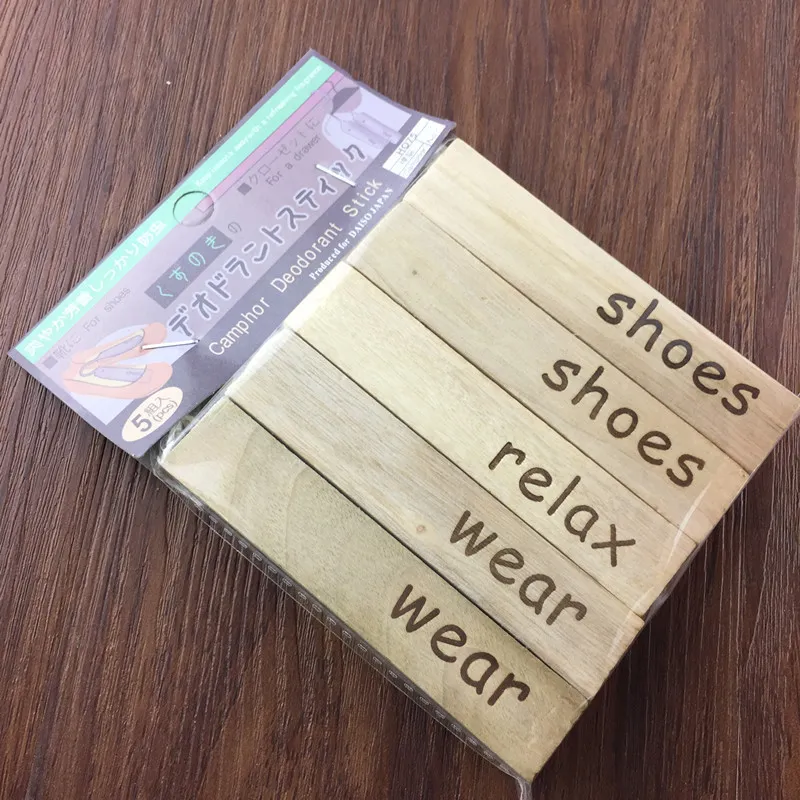 爽やか芳香しっかり防虫
■靴に For shoes
■クローゼットに
For a drawer
くすのきの
デオドラントスティック
Camphor Deodorant Stick
Produced for DAISO JAPAN
5組入
(pcs)
shoes
shoes
relax
wear
wear